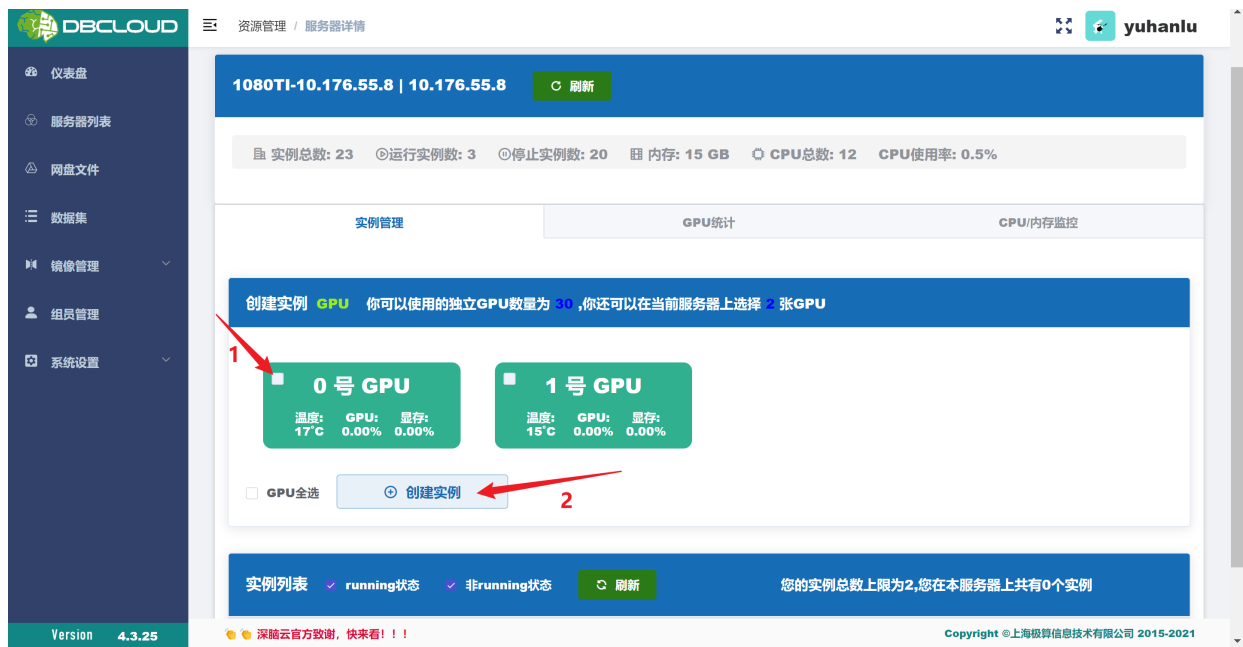 DBCLOUD
资源管理 / 服务器详情
yuhanlu
仪表盘
服务器列表
网盘文件
数据集
镜像管理
组员管理
系统设置
Version 4.3.25
1080TI-10.176.55.8 | 10.176.55.8 刷新
实例总数: 23 运行实例数: 3 停止实例数: 20 内存: 15 GB CPU总数: 12 CPU使用率: 0.5%
实例管理 GPU统计 CPU/内存监控
创建实例 GPU 你可以使用的独立GPU数量为 30 ,你还可以在当前服务器上选择 2 张GPU
1
0 号 GPU
温度: GPU: 显存:
17°C 0.00% 0.00%
1 号 GPU
温度: GPU: 显存:
15°C 0.00% 0.00%
GPU全选 创建实例
2
实例列表 running状态 非running状态 刷新 您的实例总数上限为2,您在本服务器上共有0个实例
深脑云官方致谢，快来看！！！
Copyright ©上海极算信息技术有限公司 2015-2021